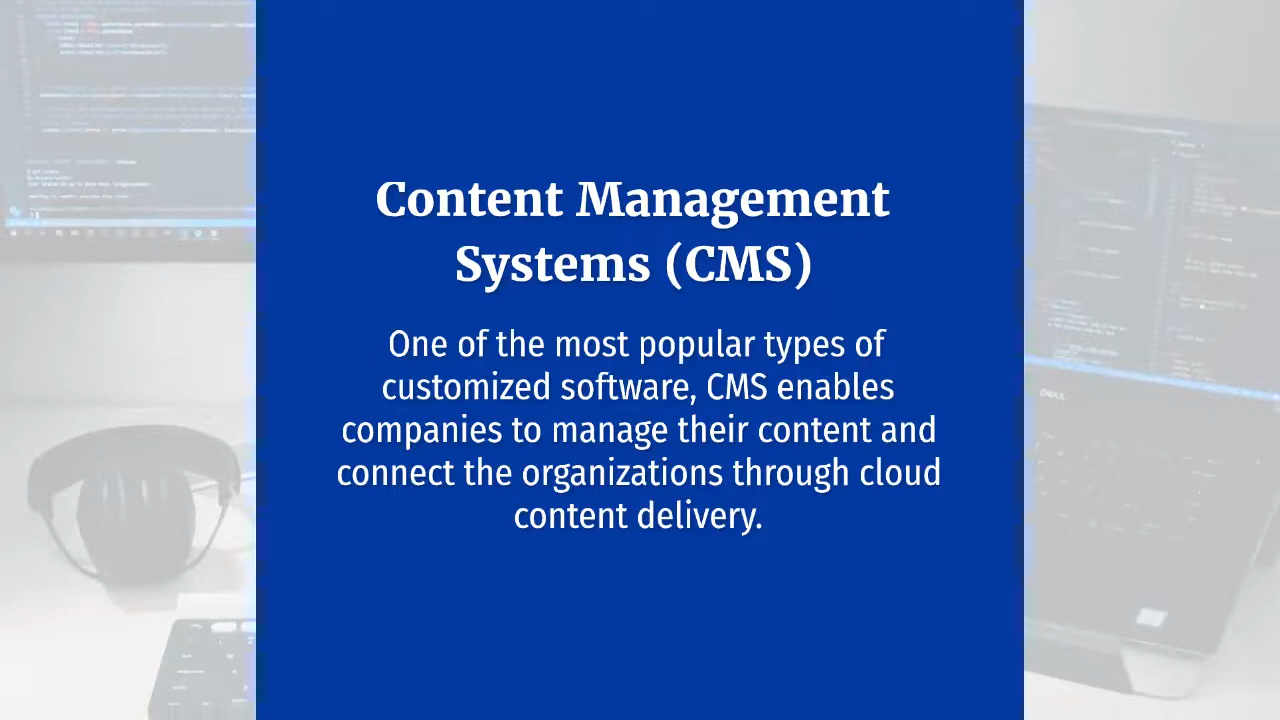 Content Management
Systems (CMS)
One of the most popular types of
customized software, CMS enables
companies to manage their content and
connect the organizations through cloud
content delivery.
DELL